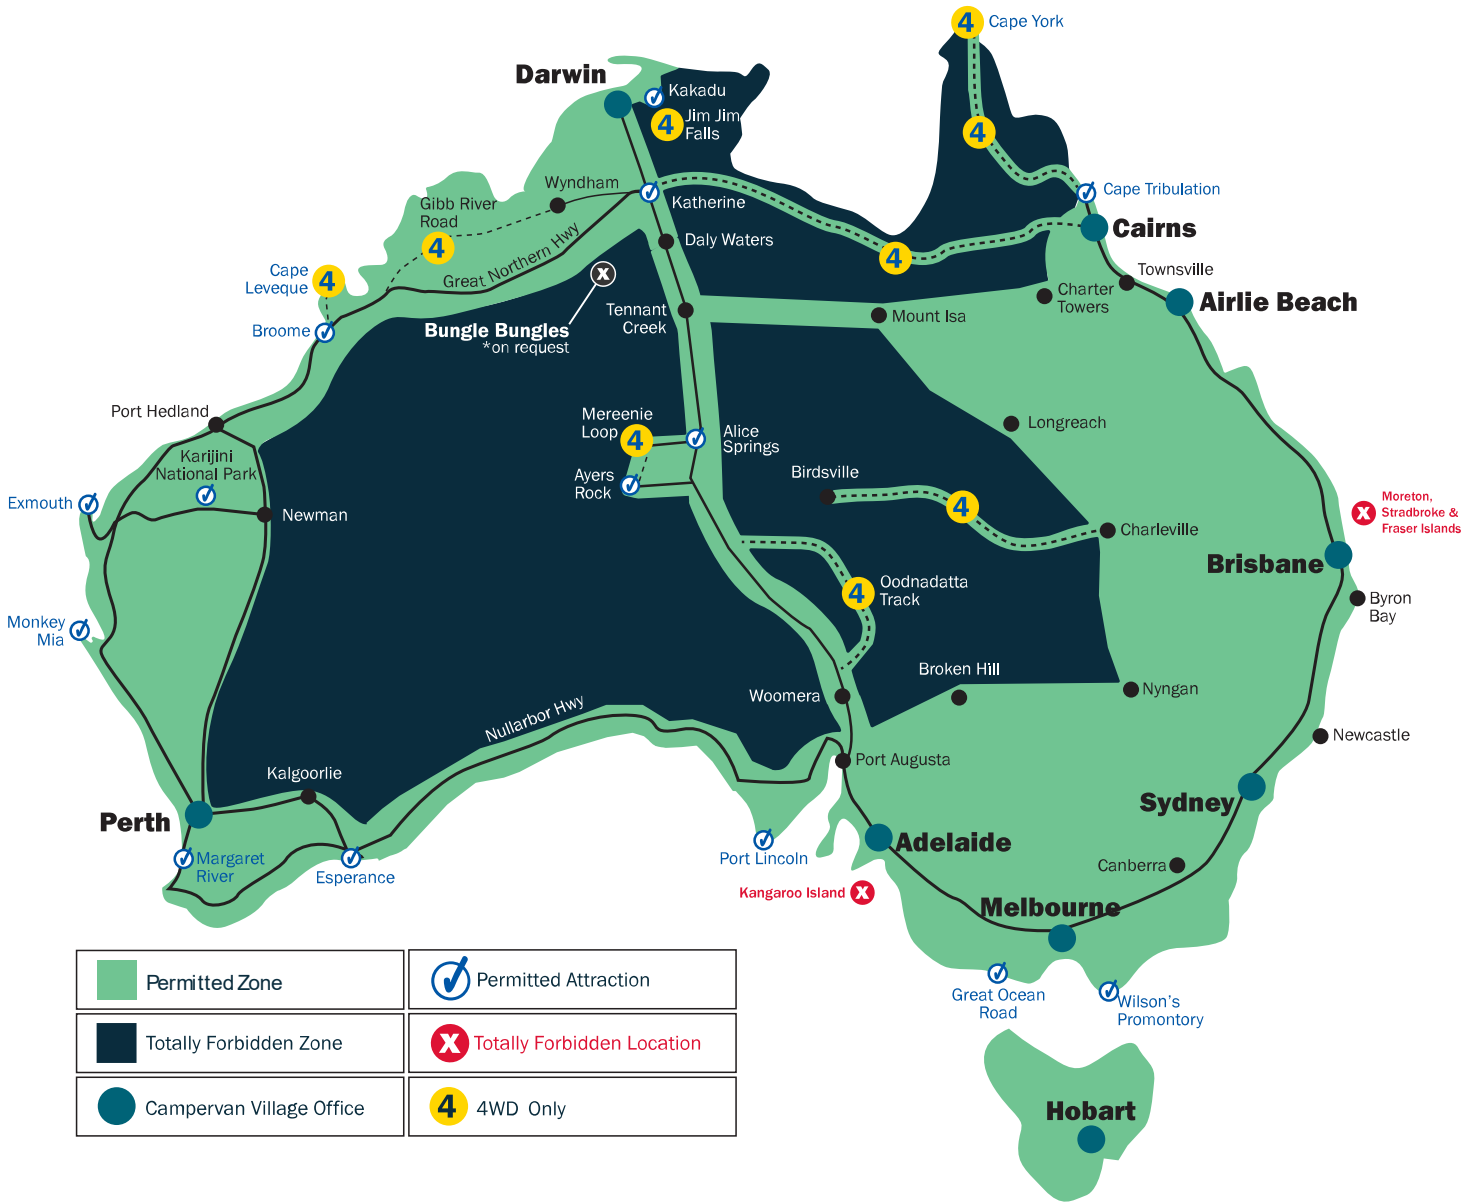 4
Cape York
Darwin
Kakadu
4
Jim Jim
Falls
4
Wyndham
Cape Tribulation
Gibb River
Road
Katherine
Cairns
4
Great Northern Hwy
Daly Waters
4
Cape
Leveque
4
X
Townsville
Charter
Towers
Airlie Beach
Broome
Bungle Bungles
*on request
Tennant
Creek
Mount Isa
Port Hedland
Mereenie
Loop
4
Alice
Springs
Longreach
Karijini
National Park
Ayers
Rock
Birdsville
Exmouth
Newman
4
X
Moreton,
Stradbroke &
Fraser Islands
Charleville
Brisbane
4
Oodnadatta
Track
Byron
Bay
Monkey
Mia
Woomera
Broken Hill
Nyngan
Nullarbor Hwy
Newcastle
Port Augusta
Kalgoorlie
Sydney
Perth
Adelaide
Margaret
River
Esperance
Port Lincoln
Canberra
Kangaroo Island
X
Melbourne
Great Ocean
Road
Wilson's
Promontory
Hobart
Permitted Zone
Permitted Attraction
Totally Forbidden Zone
X
Totally Forbidden Location
Campervan Village Office
4
4WD Only